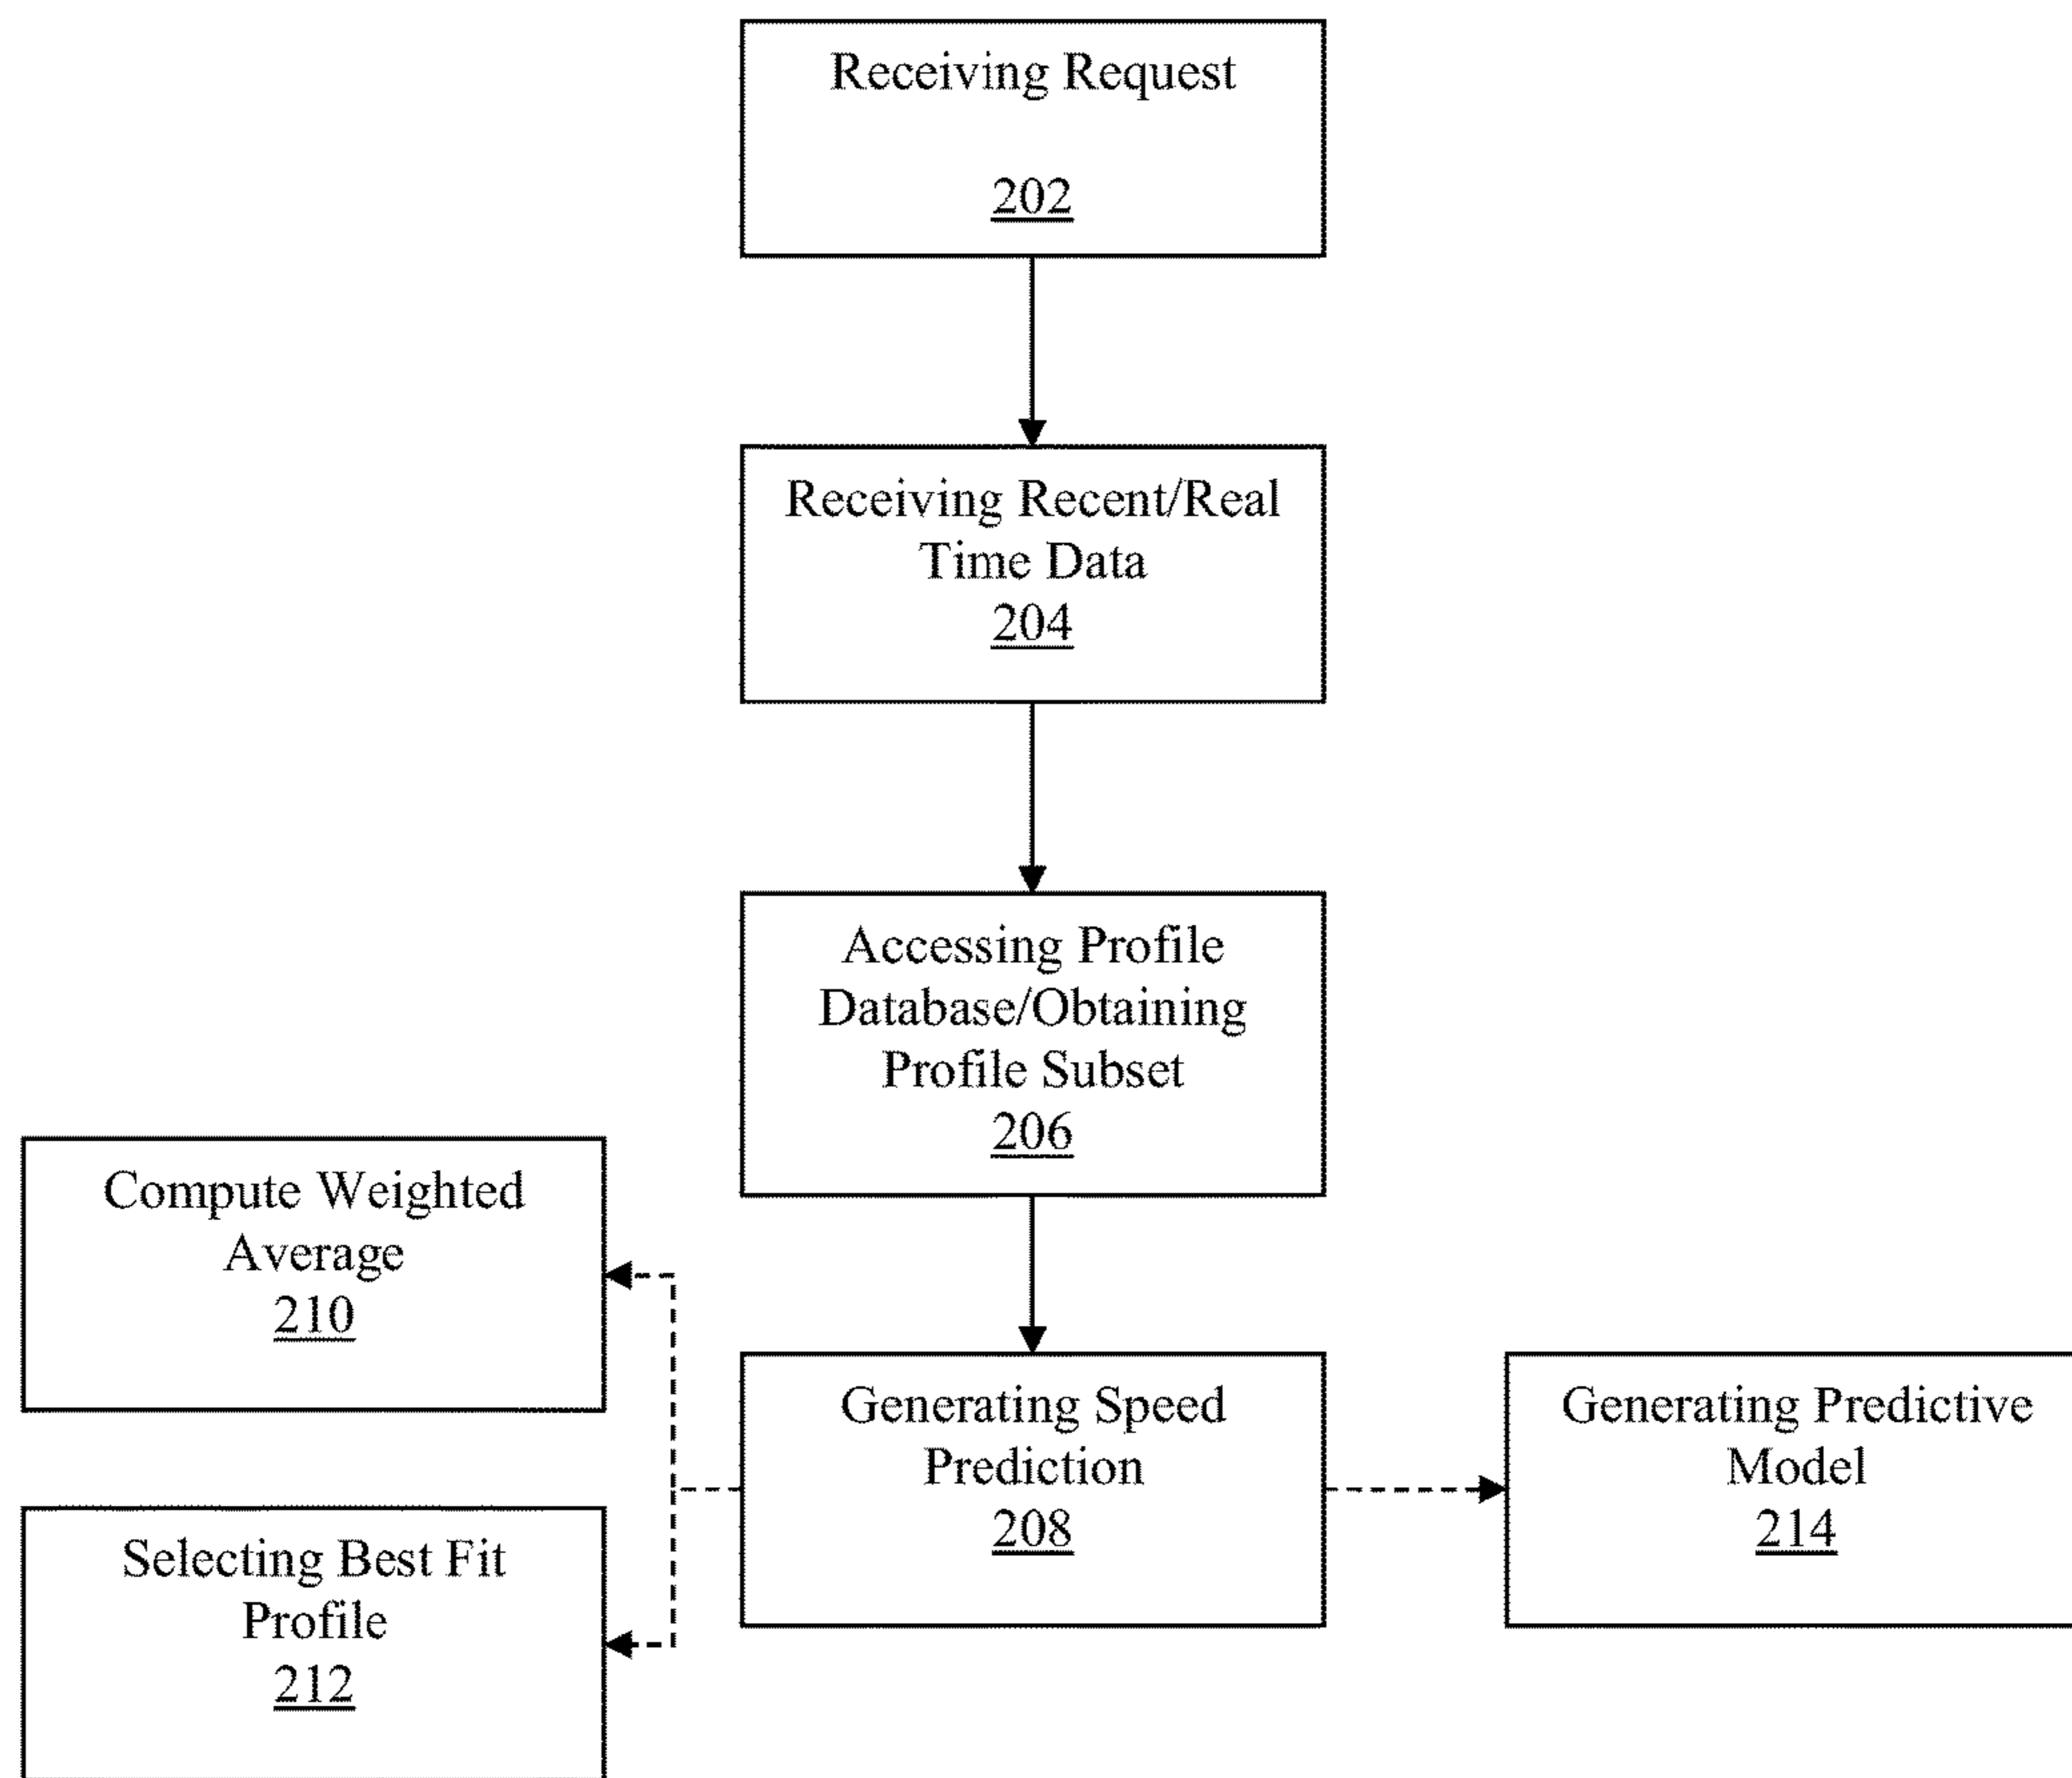 Receiving Request
202
Receiving Recent/Real
Time Data
204
Accessing Profile
Database/Obtaining
Profile Subset
206
Compute Weighted
Average
210
Generating Speed
Prediction
208
Generating Predictive
Model
214
Selecting Best Fit
Profile
212